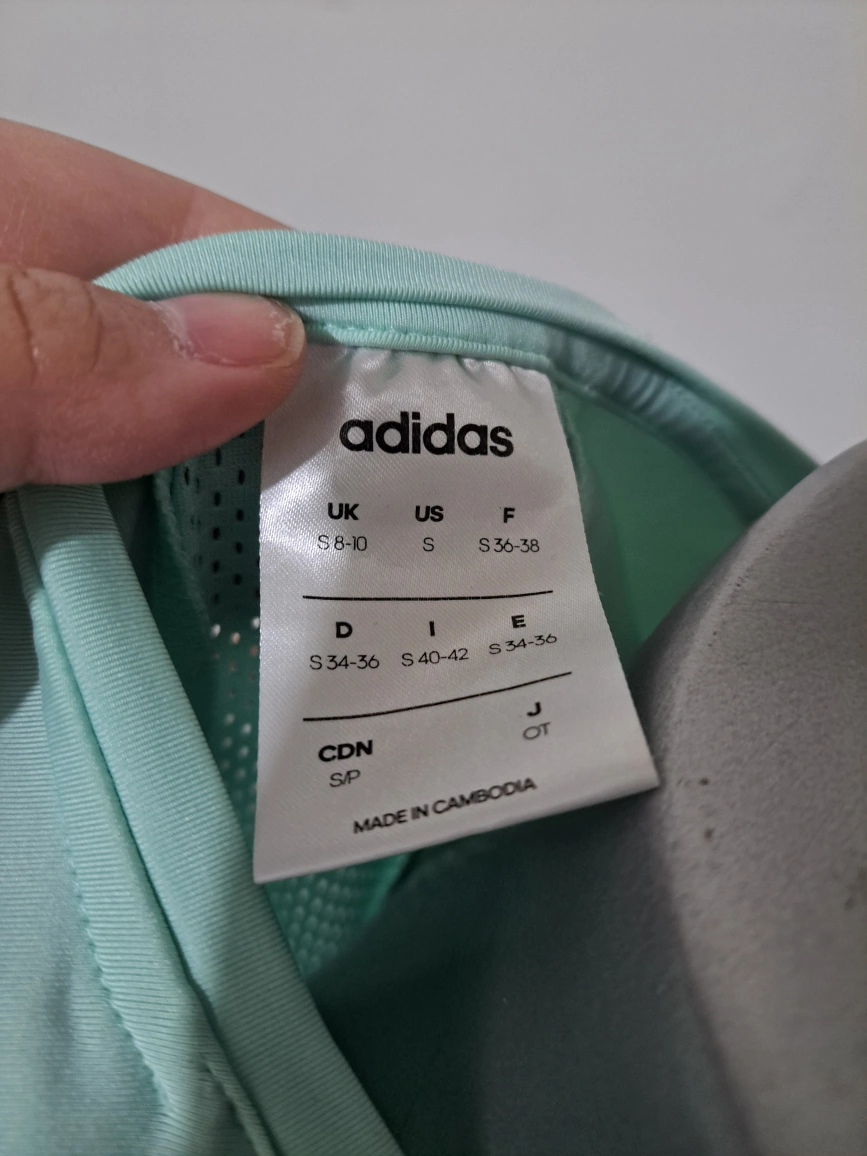 adidas
UK US F
S 8-10 S S 36-38
D I E
S 34-36 S 40-42 S 34-36
CDN J
S/P OT
MADE IN CAMBODIA